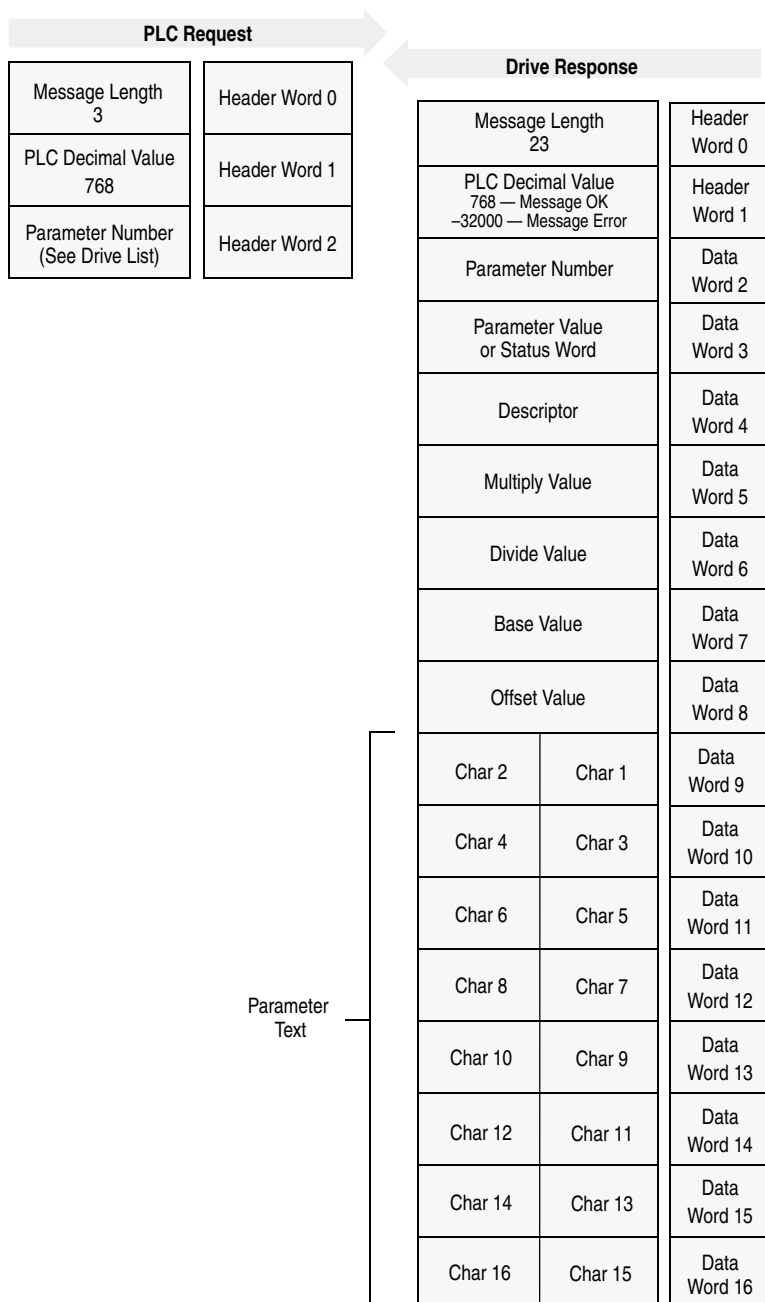 PLC Request
Message Length
3
Header Word 0
PLC Decimal Value
768
Header Word 1
Parameter Number
(See Drive List)
Header Word 2
Drive Response
Message Length
23
Header
Word 0
PLC Decimal Value
768 — Message OK
–32000 — Message Error
Header
Word 1
Parameter Number
Data
Word 2
Parameter Value
or Status Word
Data
Word 3
Descriptor
Data
Word 4
Multiply Value
Data
Word 5
Divide Value
Data
Word 6
Base Value
Data
Word 7
Offset Value
Data
Word 8
Parameter
Text
Char 2
Char 1
Data
Word 9
Char 4
Char 3
Data
Word 10
Char 6
Char 5
Data
Word 11
Char 8
Char 7
Data
Word 12
Char 10
Char 9
Data
Word 13
Char 12
Char 11
Data
Word 14
Char 14
Char 13
Data
Word 15
Char 16
Char 15
Data
Word 16